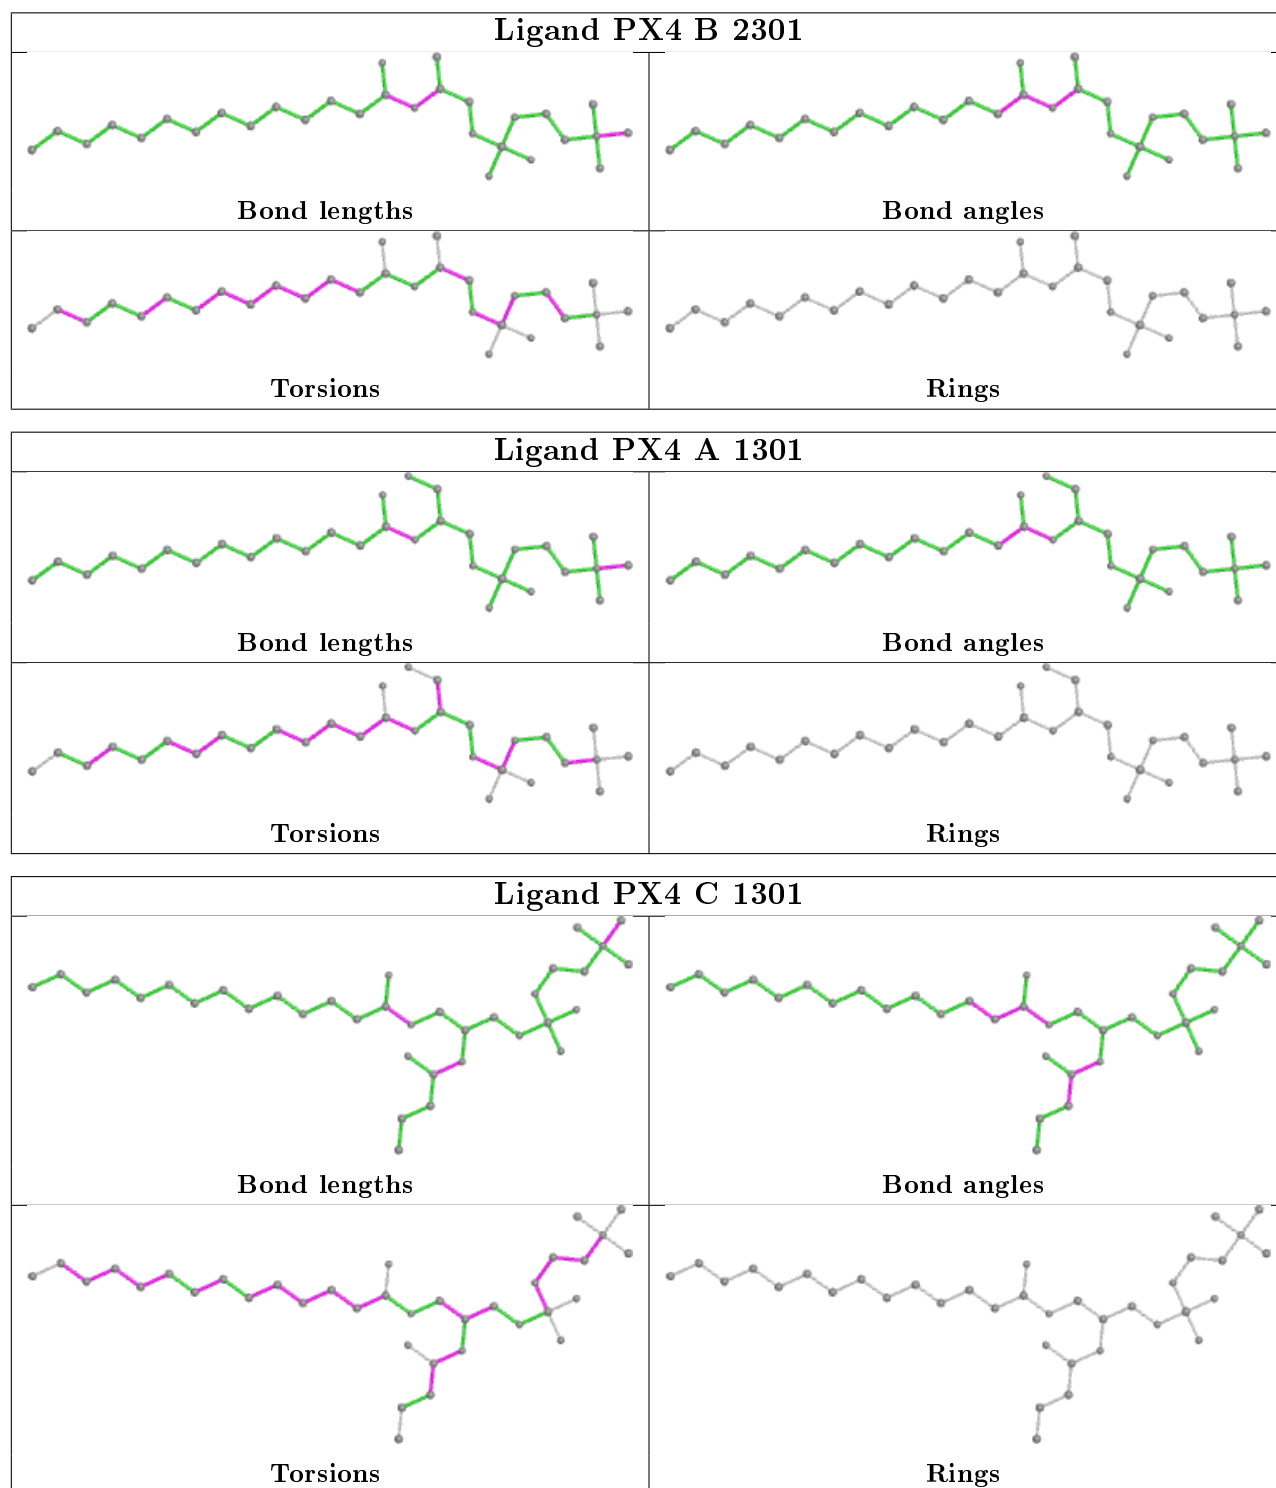 Ligand PX4 B 2301
Bond lengths
Bond angles
Torsions
Rings
Ligand PX4 A 1301
Bond lengths
Bond angles
Torsions
Rings
Ligand PX4 C 1301
Bond lengths
Bond angles
Torsions
Rings